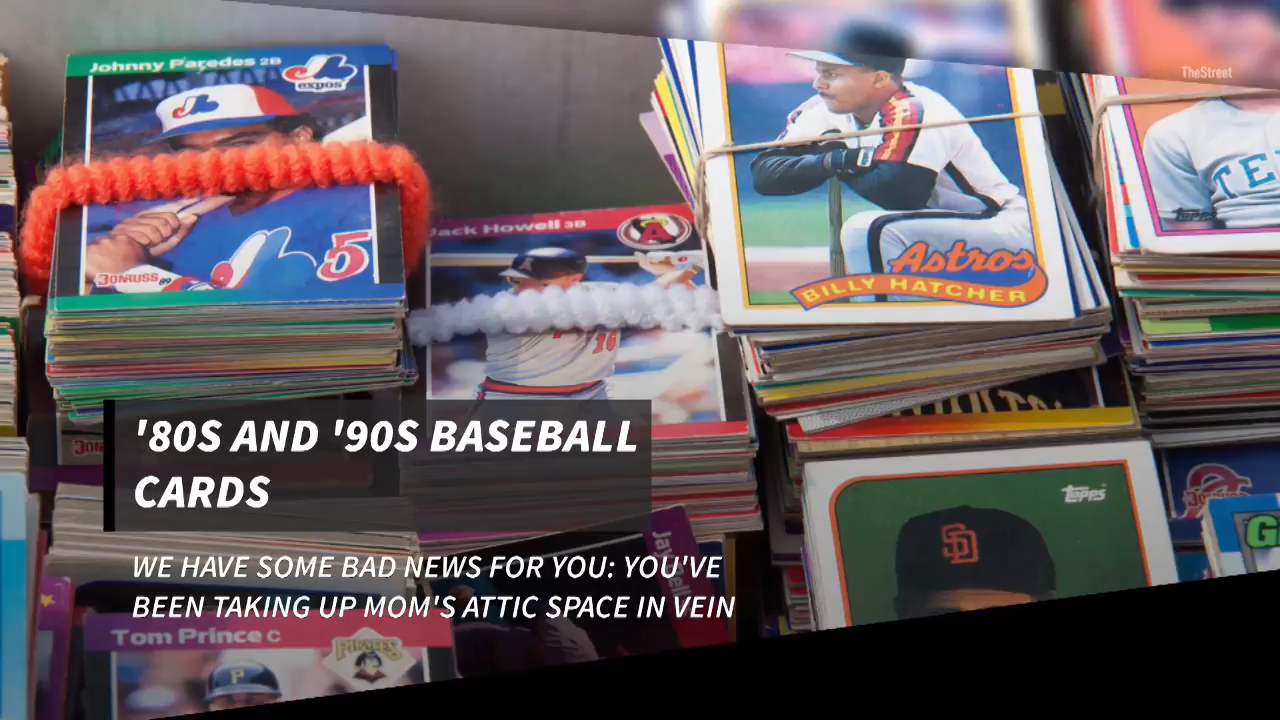 Johnny Paredes 2B
expos
TheStreet
5
DONRUSS 89
Jack Howell 3B
A
16
Astros
BILLY HATCHER
TE
Topps
'80S AND '90S BASEBALL
CARDS
Topps
SD
WE HAVE SOME BAD NEWS FOR YOU: YOU'VE
BEEN TAKING UP MOM'S ATTIC SPACE IN VEIN
Tom Prince C
PIRATES
P
G